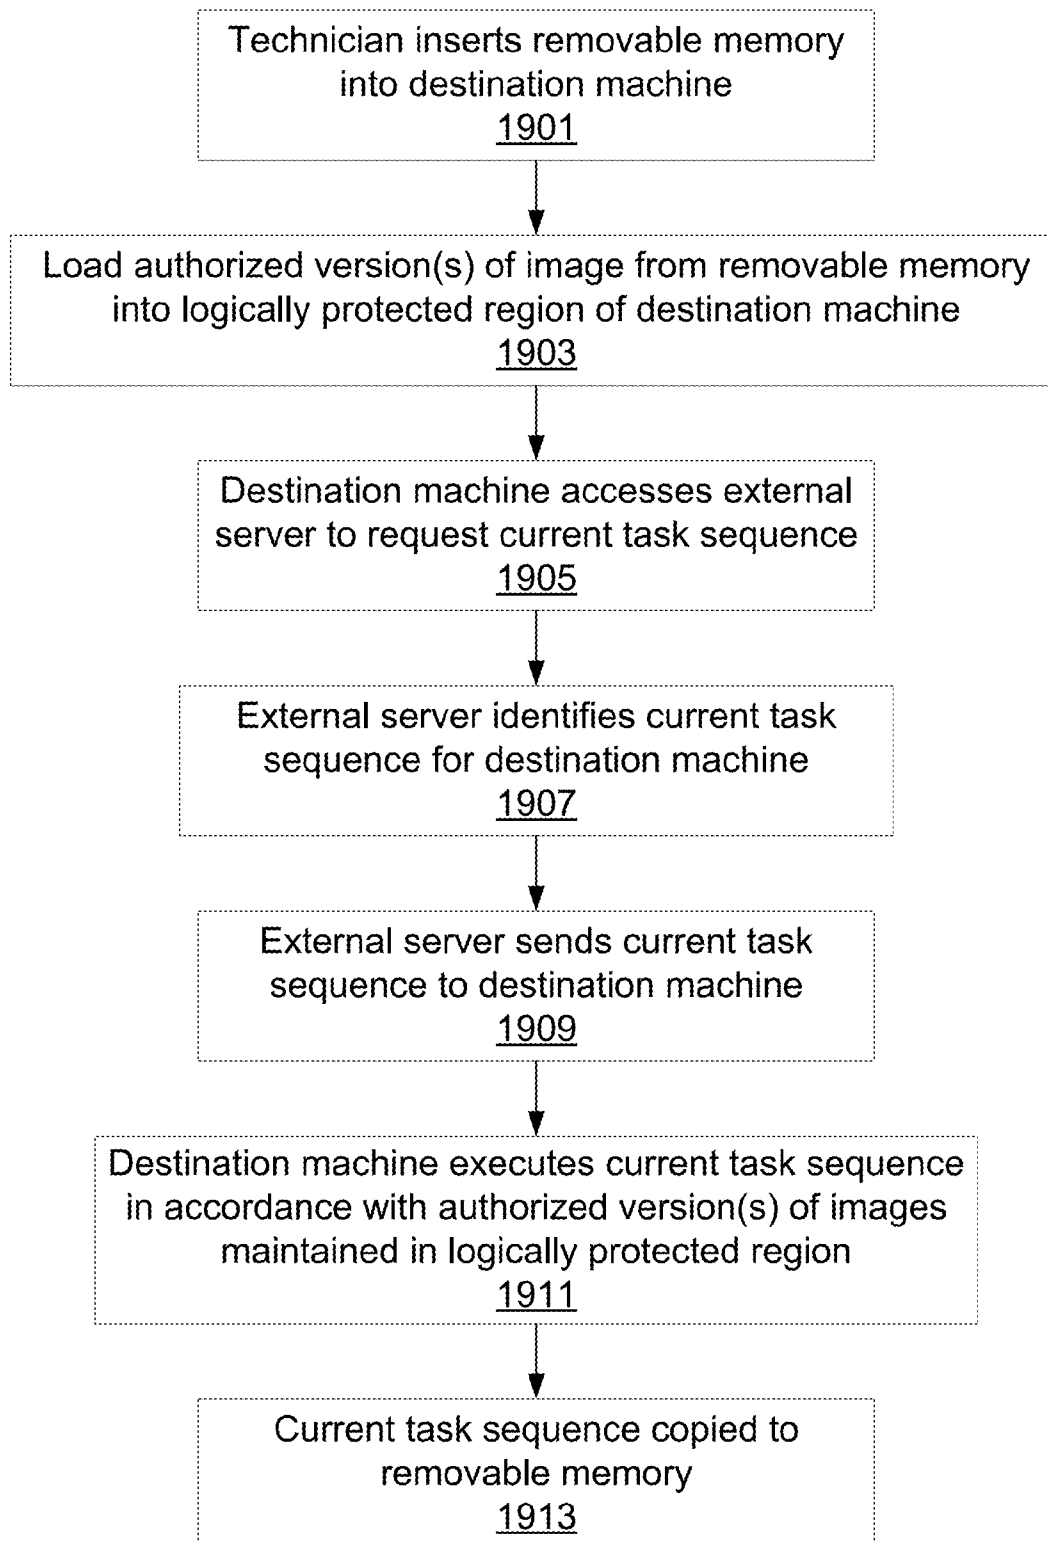 Technician inserts removable memory
into destination machine
1901
Load authorized version(s) of image from removable memory
into logically protected region of destination machine
1903
Destination machine accesses external
server to request current task sequence
1905
External server identifies current task
sequence for destination machine
1907
External server sends current task
sequence to destination machine
1909
Destination machine executes current task sequence
in accordance with authorized version(s) of images
maintained in logically protected region
1911
Current task sequence copied to
removable memory
1913